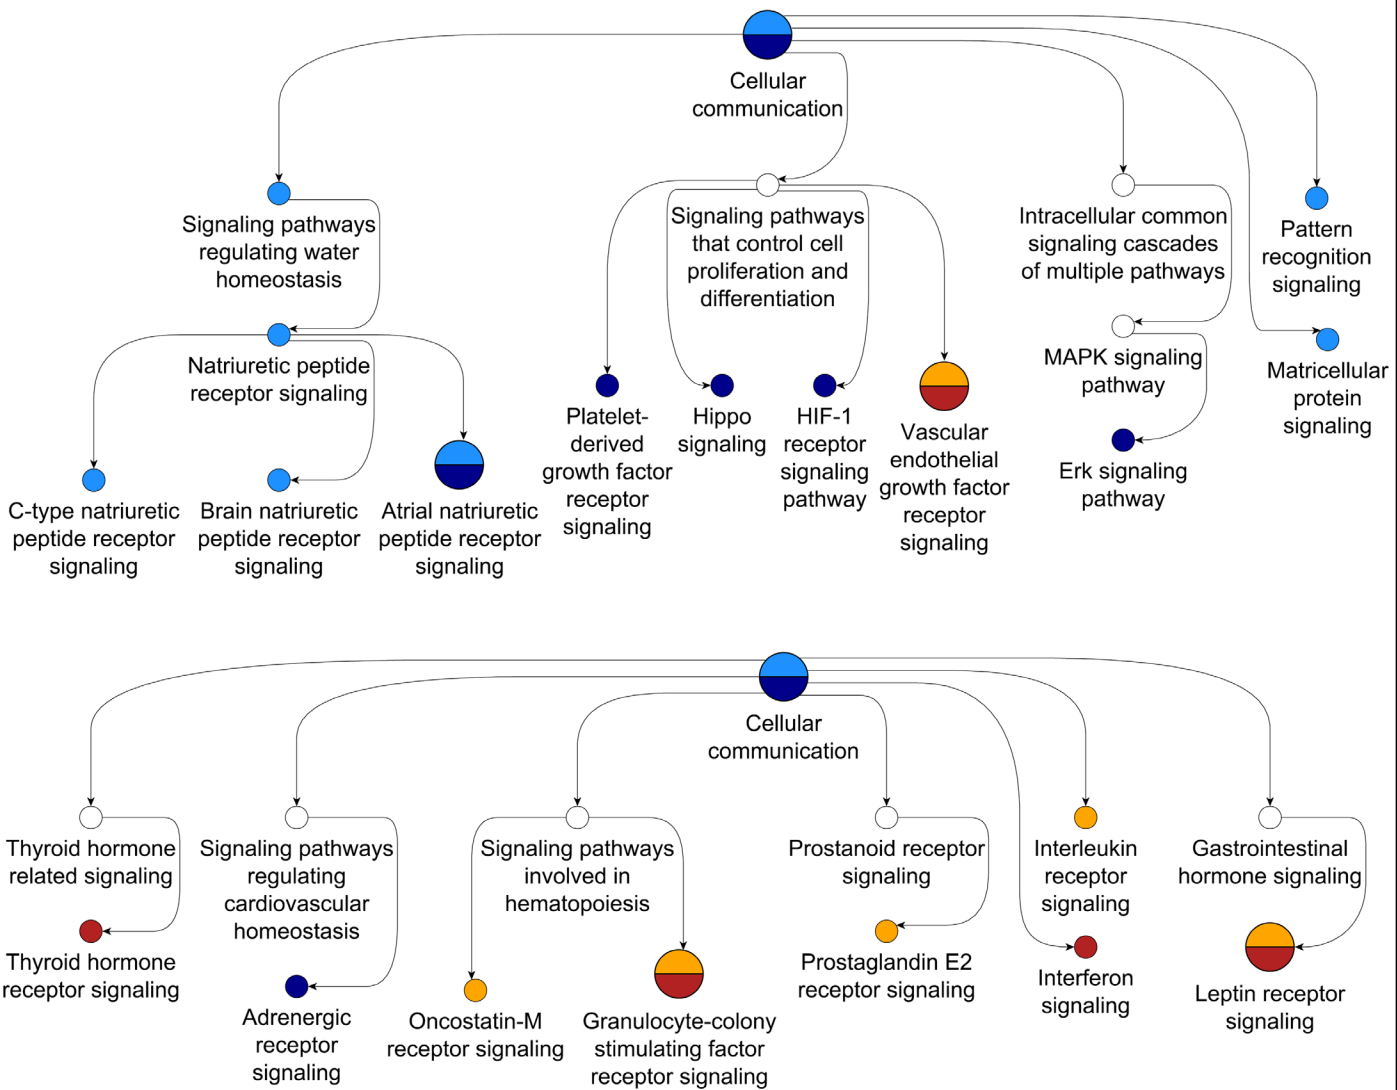 Cellular
communication
Signaling pathways
regulating water
homeostasis
Signaling pathways
that control cell
proliferation and
differentiation
Intracellular common
signaling cascades
of multiple pathways
Pattern
recognition
signaling
Natriuretic peptide
receptor signaling
MAPK signaling
pathway
Matricellular
protein
signaling
C-type natriuretic
peptide receptor
signaling
Brain natriuretic
peptide receptor
signaling
Atrial natriuretic
peptide receptor
signaling
Platelet-
derived
growth factor
receptor
signaling
Hippo
signaling
HIF-1
receptor
signaling
pathway
Vascular
endothelial
growth factor
receptor
signaling
Erk signaling
pathway
Cellular
communication
Thyroid hormone
related signaling
Signaling pathways
regulating
cardiovascular
homeostasis
Signaling pathways
involved in
hematopoiesis
Prostanoid receptor
signaling
Interleukin
receptor
signaling
Gastrointestinal
hormone signaling
Thyroid hormone
receptor signaling
Adrenergic
receptor
signaling
Oncostatin-M
receptor signaling
Granulocyte-colony
stimulating factor
receptor signaling
Prostaglandin E2
receptor signaling
Interferon
signaling
Leptin receptor
signaling